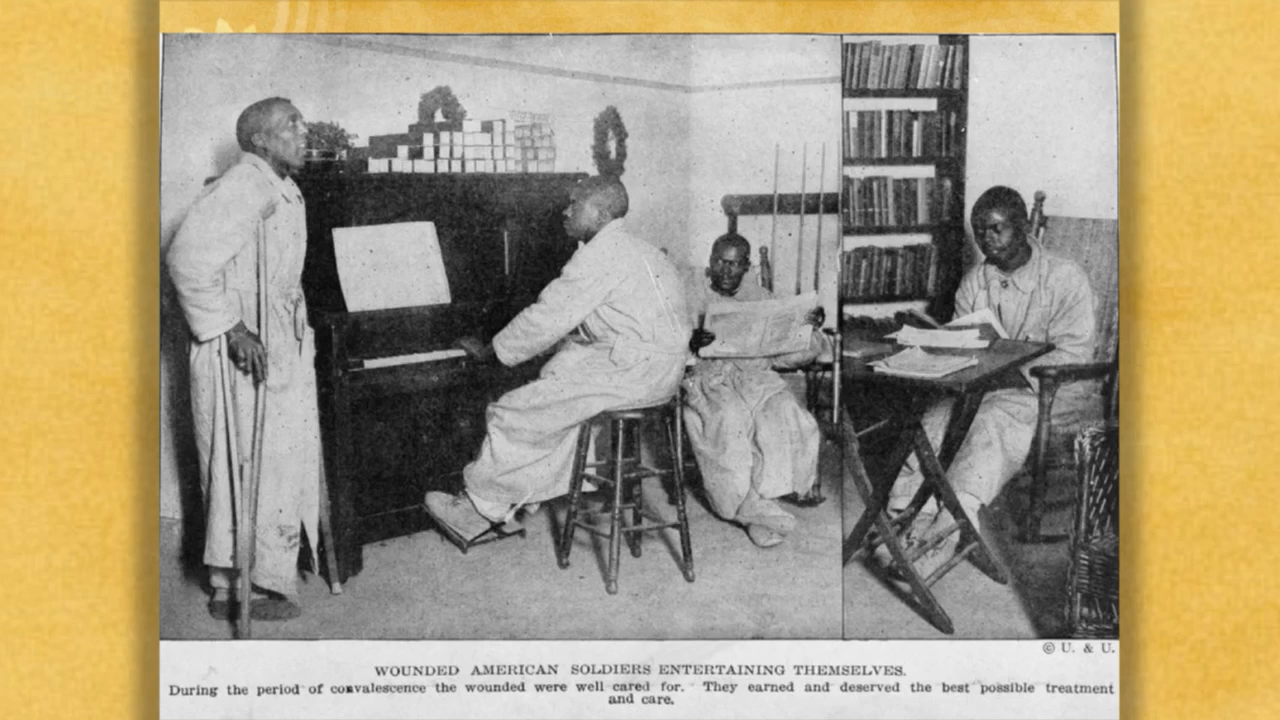 © U. & U.
WOUNDED AMERICAN SOLDIERS ENTERTAINING THEMSELVES.
During the period of convalescence the wounded were well cared for. They earned and deserved the best possible treatment
and care.